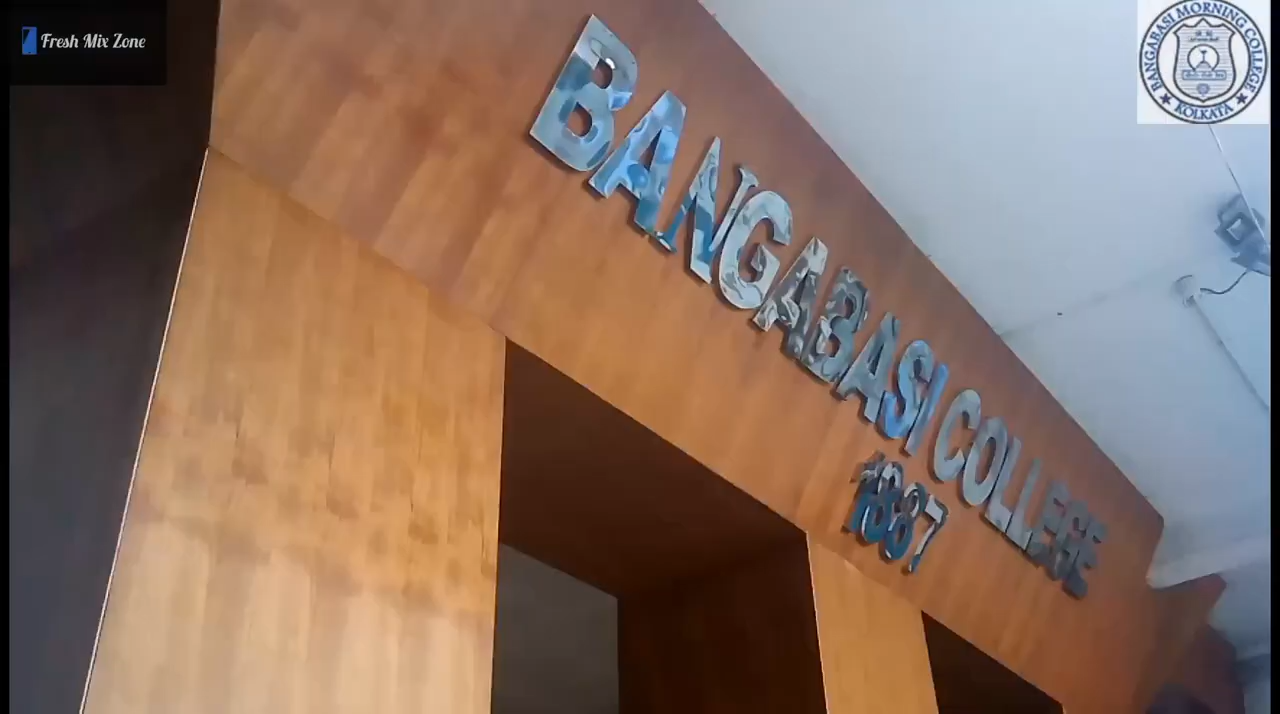 Fresh Mix Zone
BANGABASI MORNING COLLEGE
★ KOLKATA ★
BANGABASI COLLEGE
1887